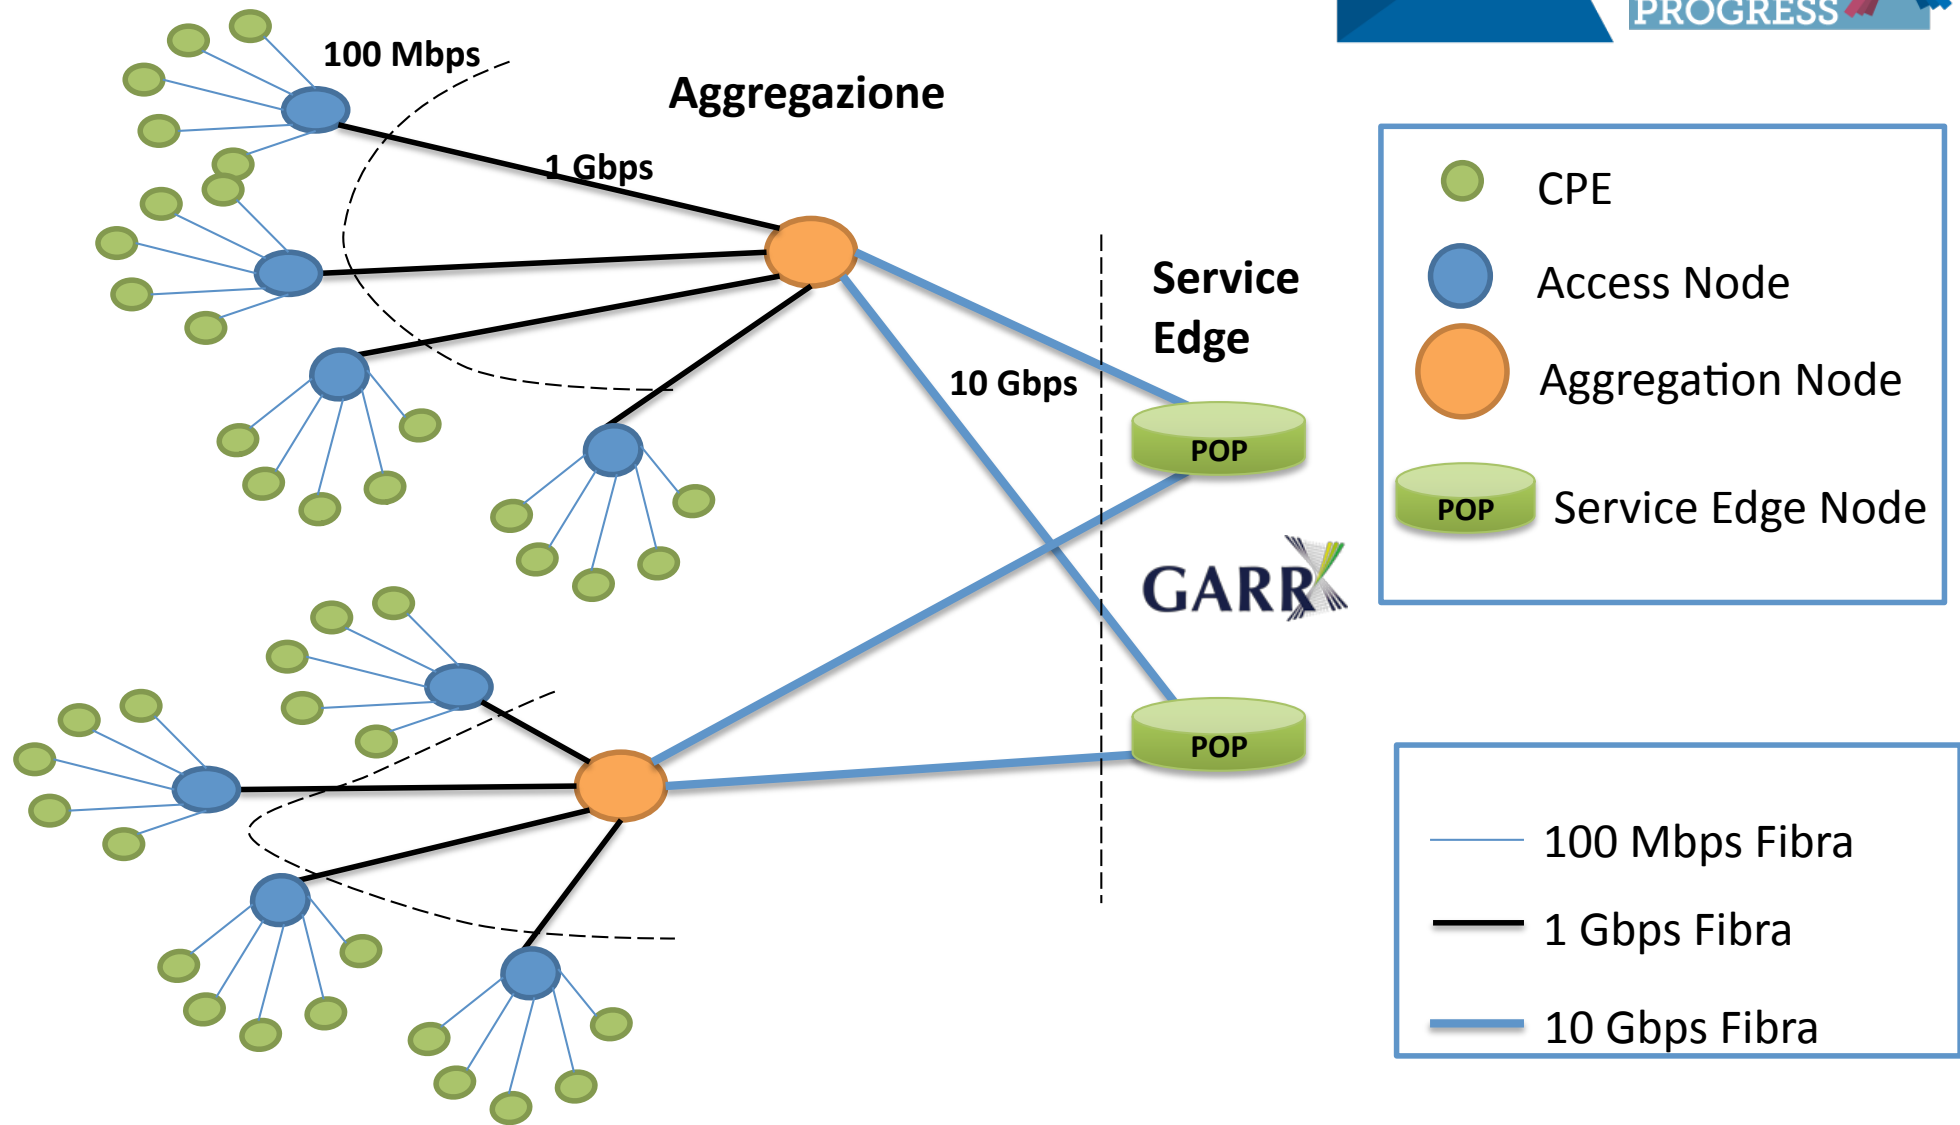 PROGRESS
100 Mbps
Aggregazione
1 Gbps
Service
Edge
10 Gbps
POP
GARR
POP
CPE
Access Node
Aggregation Node
POP
Service Edge Node
100 Mbps Fibra
1 Gbps Fibra
10 Gbps Fibra